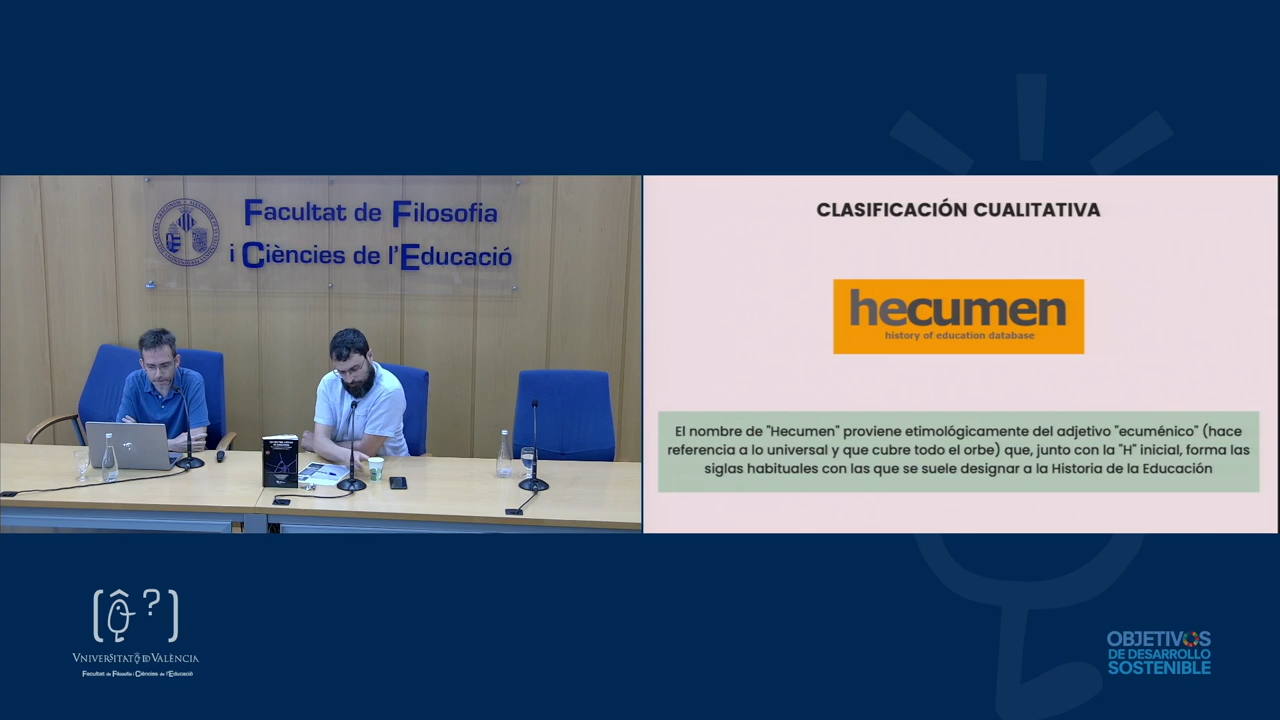 Facultat de Filosofia
i Ciències de l'Educació
CLASIFICACIÓN CUALITATIVA
hecumen
history of education database
El nombre de "Hecumen" proviene etimológicamente del adjetivo "ecuménico" (hace
referencia a lo universal y que cubre todo el orbe) que, junto con la "H" inicial, forma las
siglas habituales con las que se suele designar a la Historia de la Educación
VNIVERSITAT DE VALÈNCIA
Facultat de Filosofia i Ciències de l'Educació
OBJETIVOS
DE DESARROLLO
SOSTENIBLE